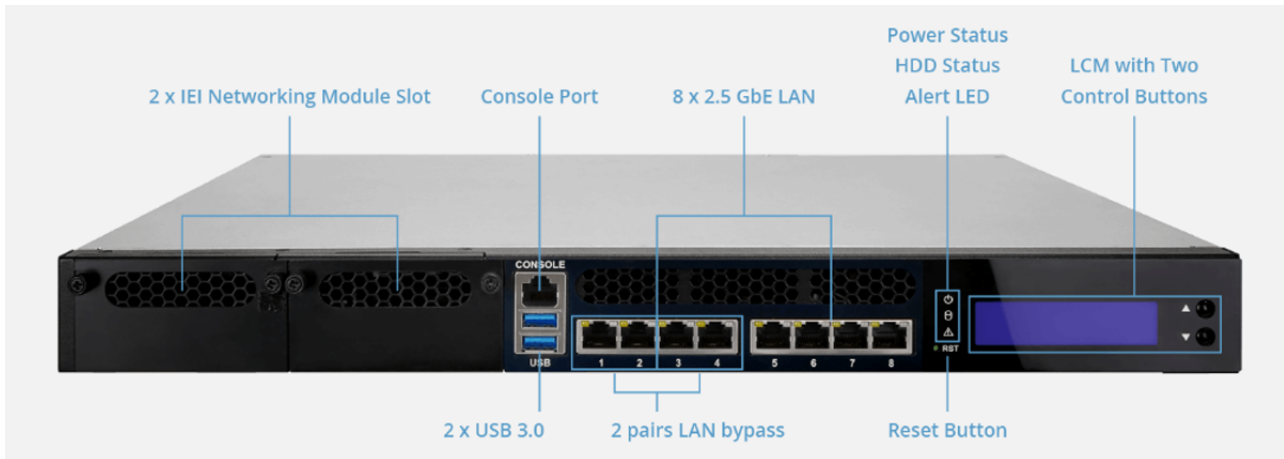 Power Status
HDD Status
Alert LED
LCM with Two
Control Buttons
2 x IEI Networking Module Slot
Console Port
8 x 2.5 GbE LAN
CONSOLE
USB
1 2 3 4
5 6 7 8
RST
2 x USB 3.0
2 pairs LAN bypass
Reset Button